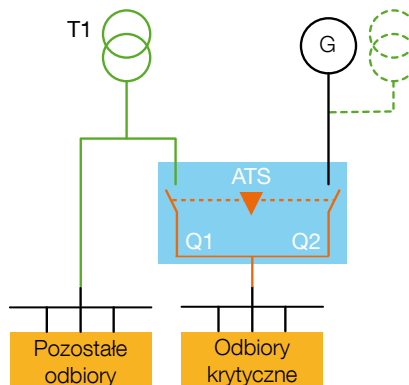 T1
G
ATS
Q1
Q2
Pozostałe
odbiory
Odbiory
krytyczne